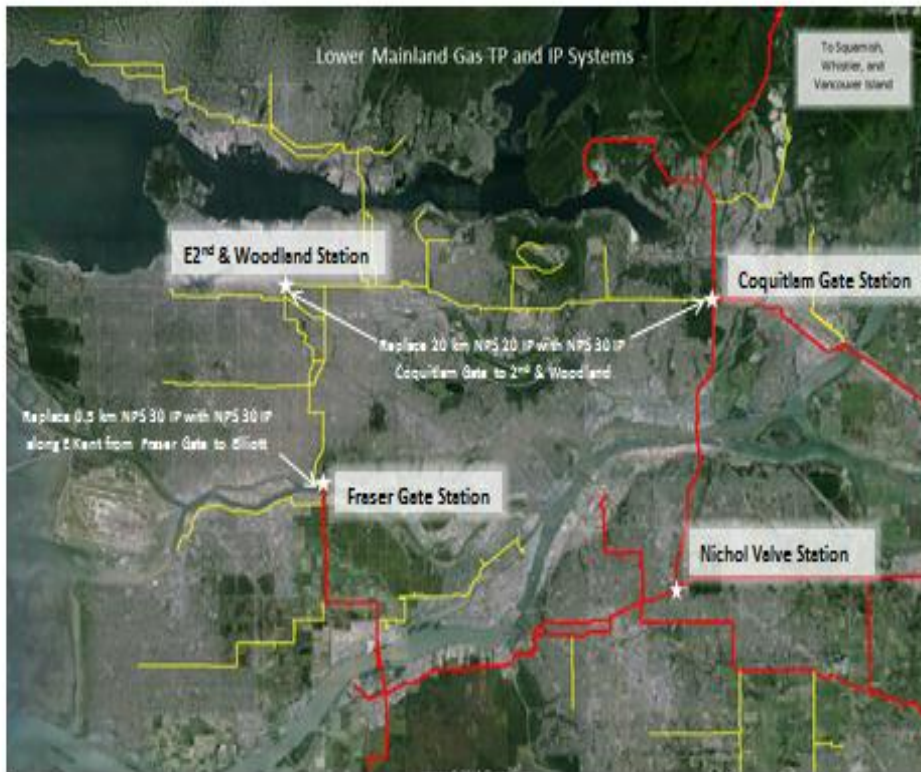 Lower Mainland Gas TP and IP Systems
To Squamish,
Whistler, and
Vancouver Island
E2nd & Woodland Station
Coquitlam Gate Station
Replace 20 km NPS 20 IP with NPS 30 IP
Coquitlam Gate to 2nd & Woodland
Replace 0.5 km NPS 30 IP with NPS 30 IP
along E Kent from Fraser Gate to Elliott
Fraser Gate Station
Nichol Valve Station